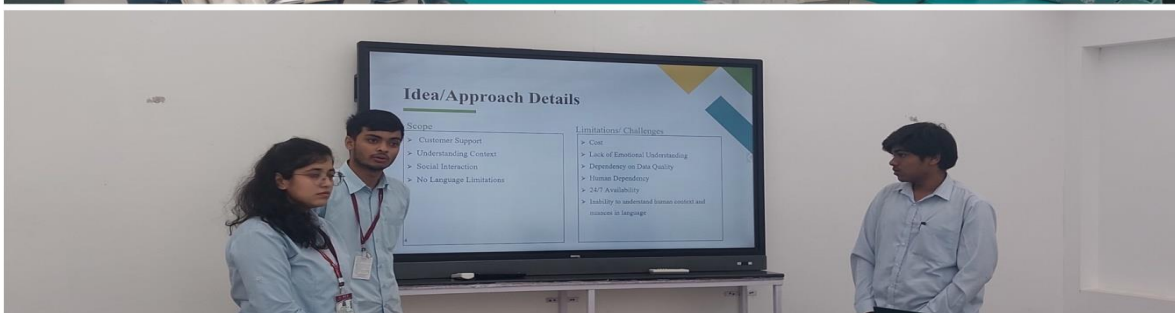 Idea/Approach Details
Scope
➤ Customer Support
➤ Understanding Context
➤ Social Interaction
➤ No Language Limitations
Limitations/ Challenges
➤ Cost
➤ Lack of Emotional Understanding
➤ Dependency on Data Quality
➤ Human Dependency
➤ 24/7 Availability
➤ Inability to understand human context and
nuances in language